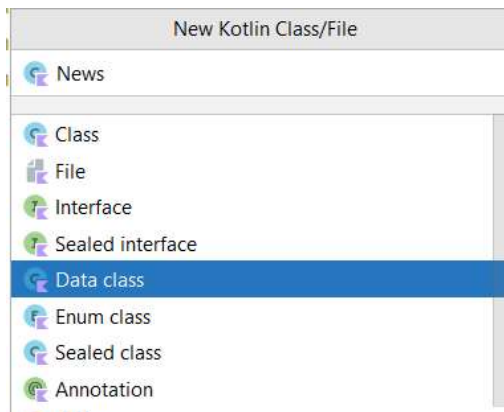 New Kotlin Class/File
News
Class
File
Interface
Sealed interface
Data class
Enum class
Sealed class
Annotation